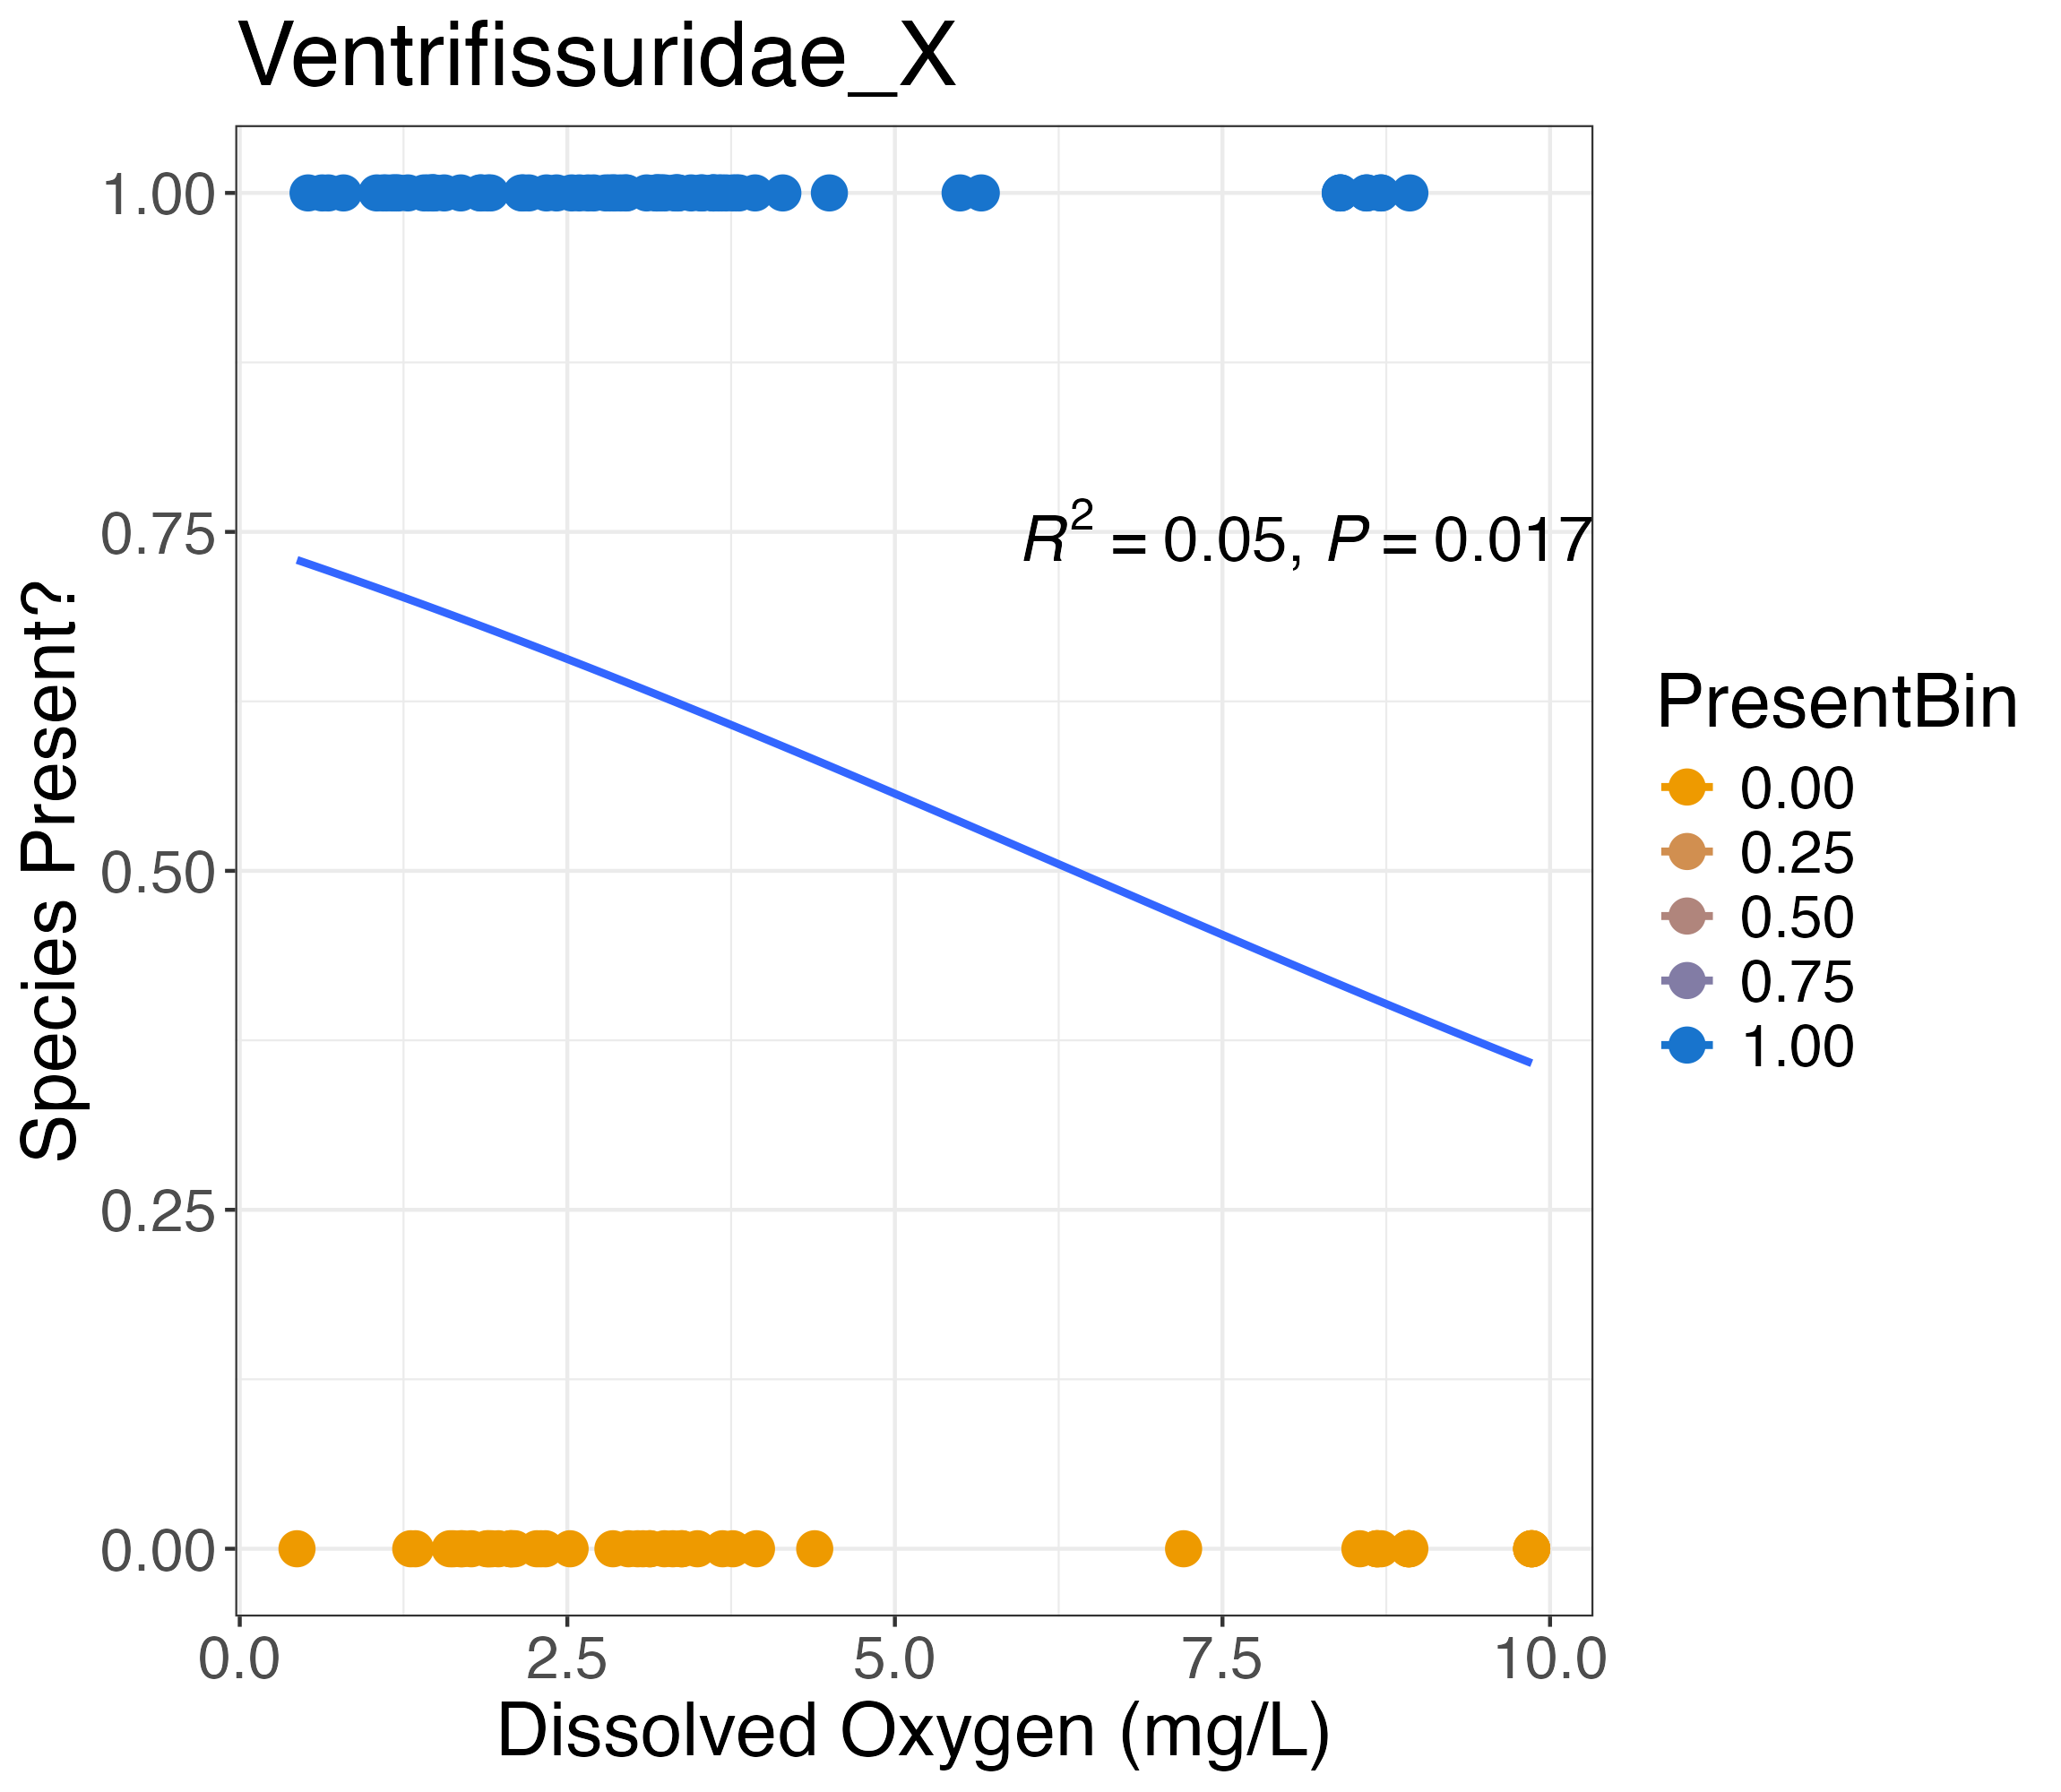 Ventrifissuridae_X
1.00
0.75
0.50
0.25
0.00
Species Present?
R² = 0.05, P = 0.017
0.0 2.5 5.0 7.5 10.0
Dissolved Oxygen (mg/L)
PresentBin
0.00
0.25
0.50
0.75
1.00